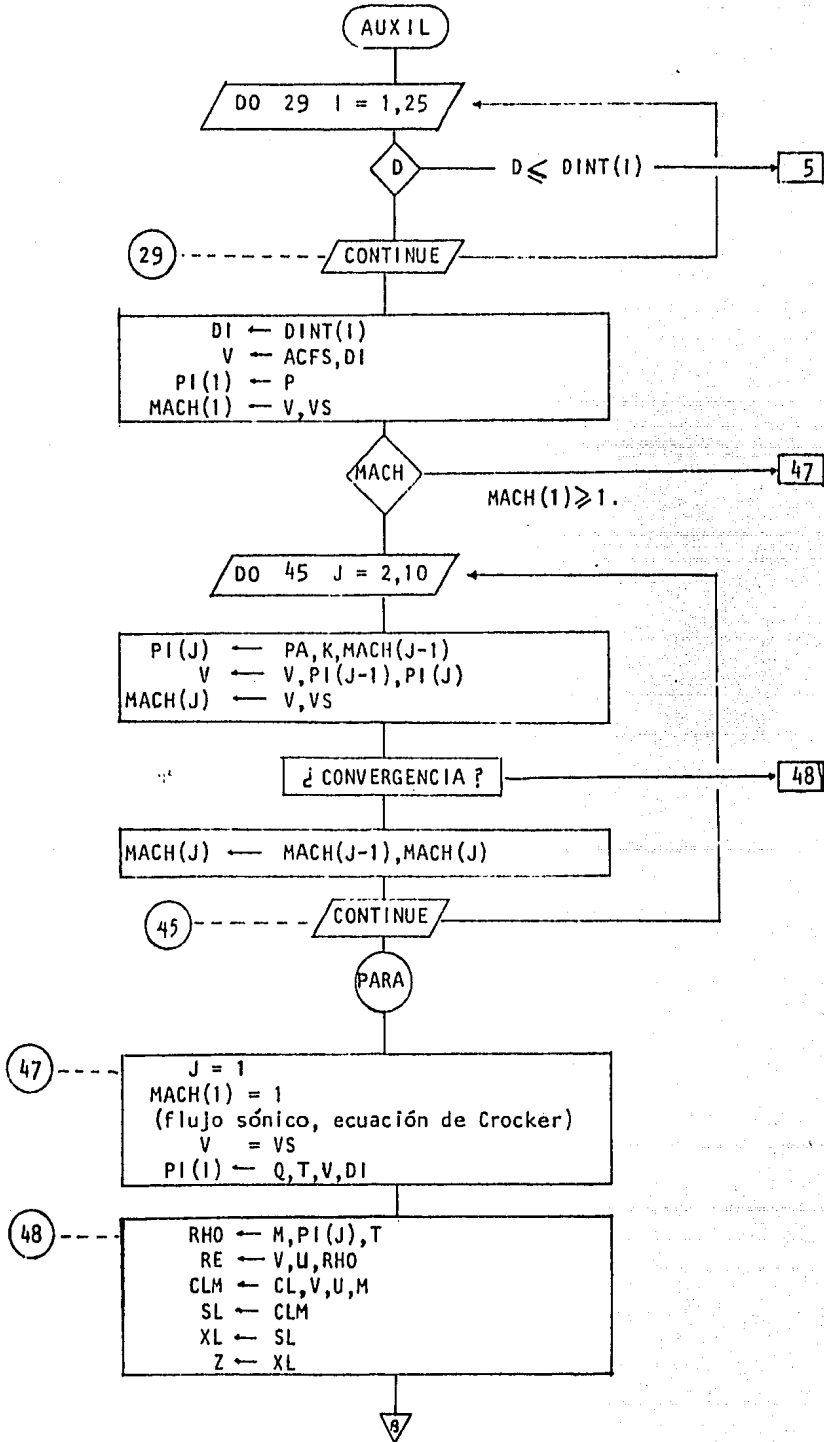 AUXIL
DO 29 I = 1,25
D
D ⩽ DINT(I)
5
29
CONTINUE
DI ← DINT(I)
V ← ACFS,DI
PI(1) ← P
MACH(1) ← V,VS
MACH
47
MACH(1)⩾1.
DO 45 J = 2,10
PI(J) ← PA,K,MACH(J-1)
V ← V,PI(J-1),PI(J)
MACH(J) ← V,VS
¿ CONVERGENCIA ?
48
MACH(J) ← MACH(J-1),MACH(J)
45
CONTINUE
PARA
47
J = 1
MACH(1) = 1
(flujo sónico, ecuación de Crocker)
V = VS
PI(1) ← Q,T,V,DI
48
RHO ← M,PI(J),T
RE ← V,U,RHO
CLM ← CL,V,U,M
SL ← CLM
XL ← SL
Z ← XL